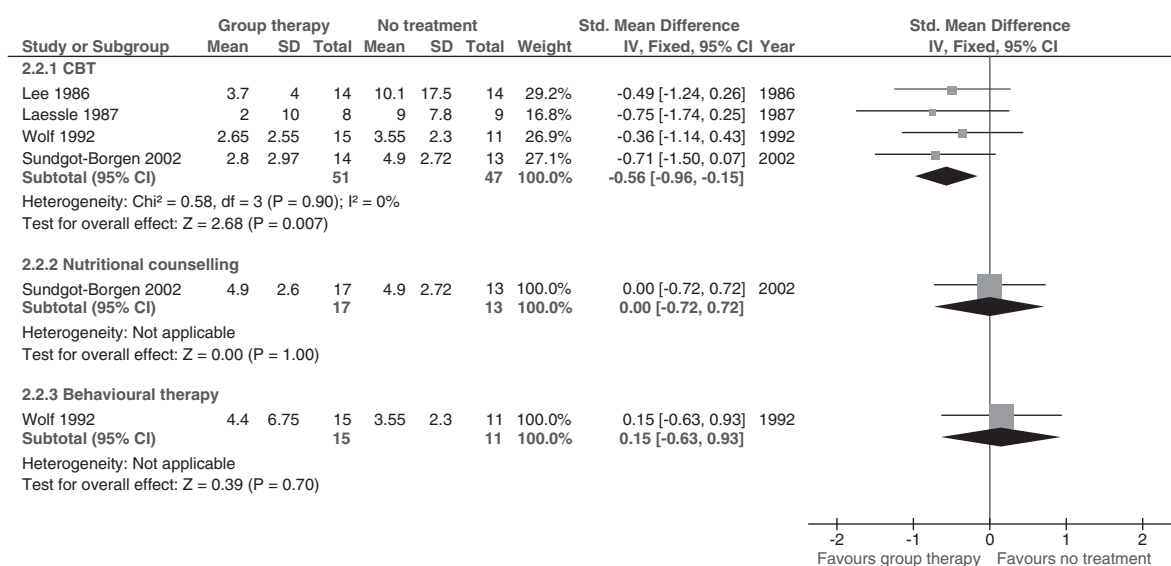 Group therapy No treatment Std. Mean Difference Std. Mean Difference
Study or Subgroup Mean SD Total Mean SD Total Weight IV, Fixed, 95% CI Year IV, Fixed, 95% CI
2.2.1 CBT
Lee 1986 3.7 4 14 10.1 17.5 14 29.2% -0.49 [-1.24, 0.26] 1986
Laessle 1987 2 10 8 9 7.8 9 16.8% -0.75 [-1.74, 0.25] 1987
Wolf 1992 2.65 2.55 15 3.55 2.3 11 26.9% -0.36 [-1.14, 0.43] 1992
Sundgot-Borgen 2002 2.8 2.97 14 4.9 2.72 13 27.1% -0.71 [-1.50, 0.07] 2002
Subtotal (95% CI) 51 47 100.0% -0.56 [-0.96, -0.15]
Heterogeneity: Chi² = 0.58, df = 3 (P = 0.90); I² = 0%
Test for overall effect: Z = 2.68 (P = 0.007)
2.2.2 Nutritional counselling
Sundgot-Borgen 2002 4.9 2.6 17 4.9 2.72 13 100.0% 0.00 [-0.72, 0.72] 2002
Subtotal (95% CI) 17 13 100.0% 0.00 [-0.72, 0.72]
Heterogeneity: Not applicable
Test for overall effect: Z = 0.00 (P = 1.00)
2.2.3 Behavioural therapy
Wolf 1992 4.4 6.75 15 3.55 2.3 11 100.0% 0.15 [-0.63, 0.93] 1992
Subtotal (95% CI) 15 11 100.0% 0.15 [-0.63, 0.93]
Heterogeneity: Not applicable
Test for overall effect: Z = 0.39 (P = 0.70)
-2 -1 0 1 2
Favours group therapy Favours no treatment